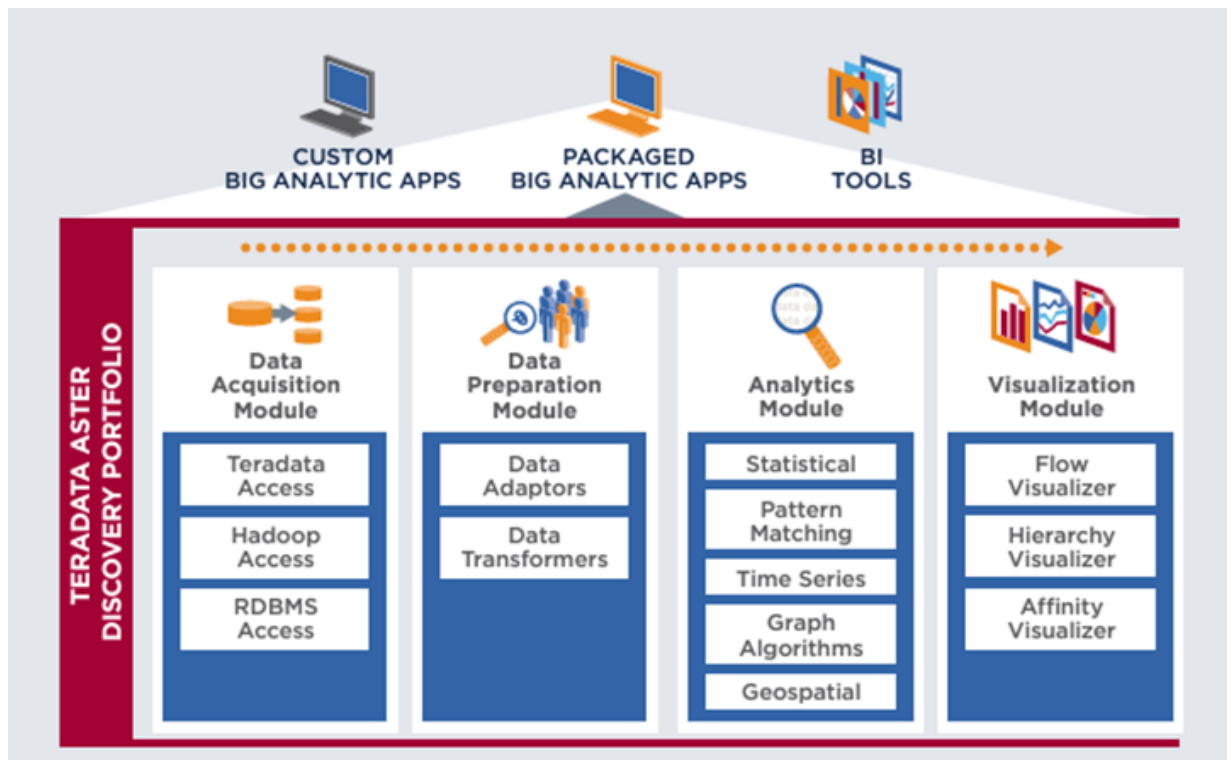 CUSTOM
BIG ANALYTIC APPS
PACKAGED
BIG ANALYTIC APPS
BI
TOOLS
TERADATA ASTER
DISCOVERY PORTFOLIO
Data
Acquisition
Module
Teradata
Access
Hadoop
Access
RDBMS
Access
Data
Preparation
Module
Data
Adaptors
Data
Transformers
Analytics
Module
Statistical
Pattern
Matching
Time Series
Graph
Algorithms
Geospatial
Visualization
Module
Flow
Visualizer
Hierarchy
Visualizer
Affinity
Visualizer